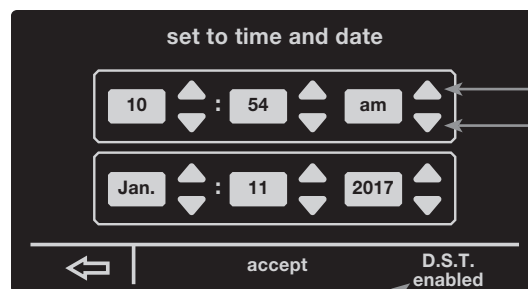 set to time and date
10 : 54 am
Jan. : 11 2017
accept D.S.T.
enabled